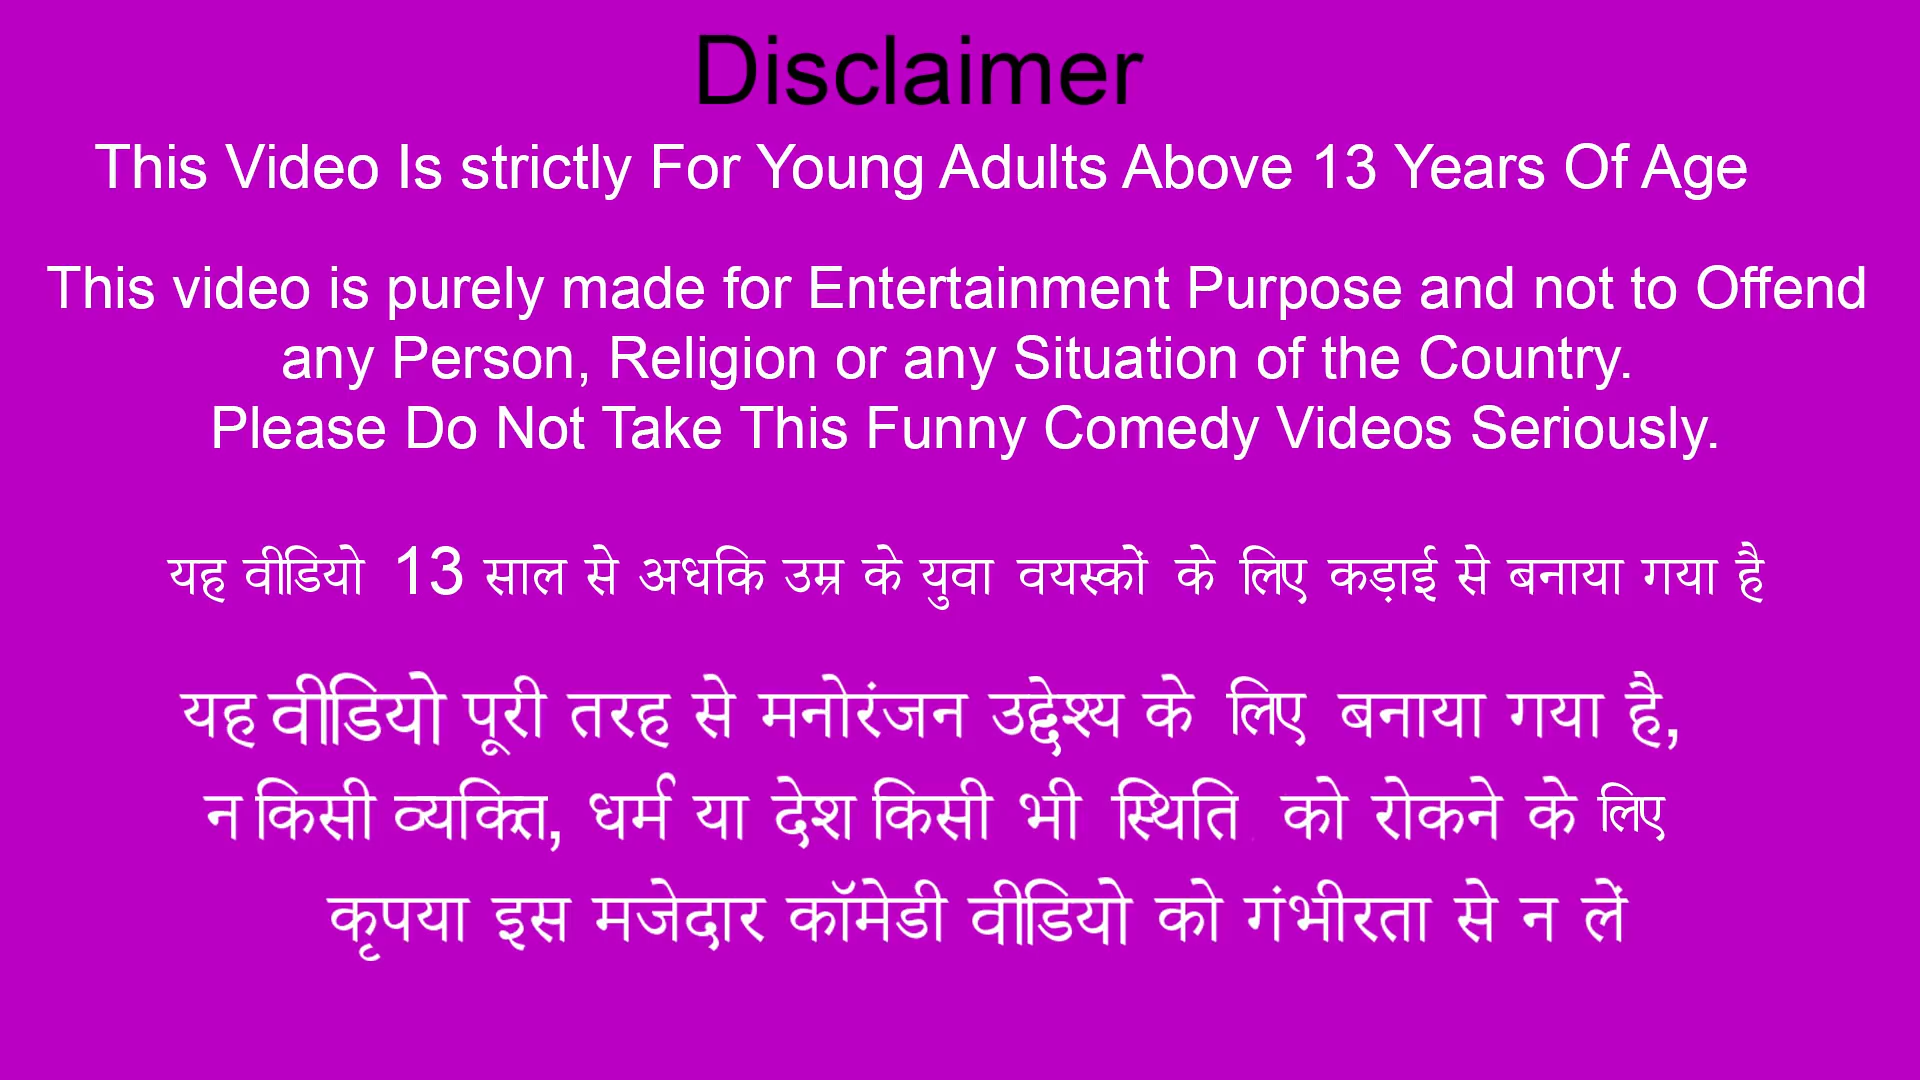 Disclaimer
This Video Is strictly For Young Adults Above 13 Years Of Age
This video is purely made for Entertainment Purpose and not to Offend
any Person, Religion or any Situation of the Country.
Please Do Not Take This Funny Comedy Videos Seriously.
यह वीडियो 13 साल से अधकि उम्र के युवा वयस्कों के लिए कड़ाई से बनाया गया है
यह वीडियो पूरी तरह से मनोरंजन उद्देश्य के लिए बनाया गया है,
न किसी व्यक्ति, धर्म या देश किसी भी स्थिति को रोकने के लिए
कृपया इस मजेदार कॉमेडी वीडियो को गंभीरता से न लें